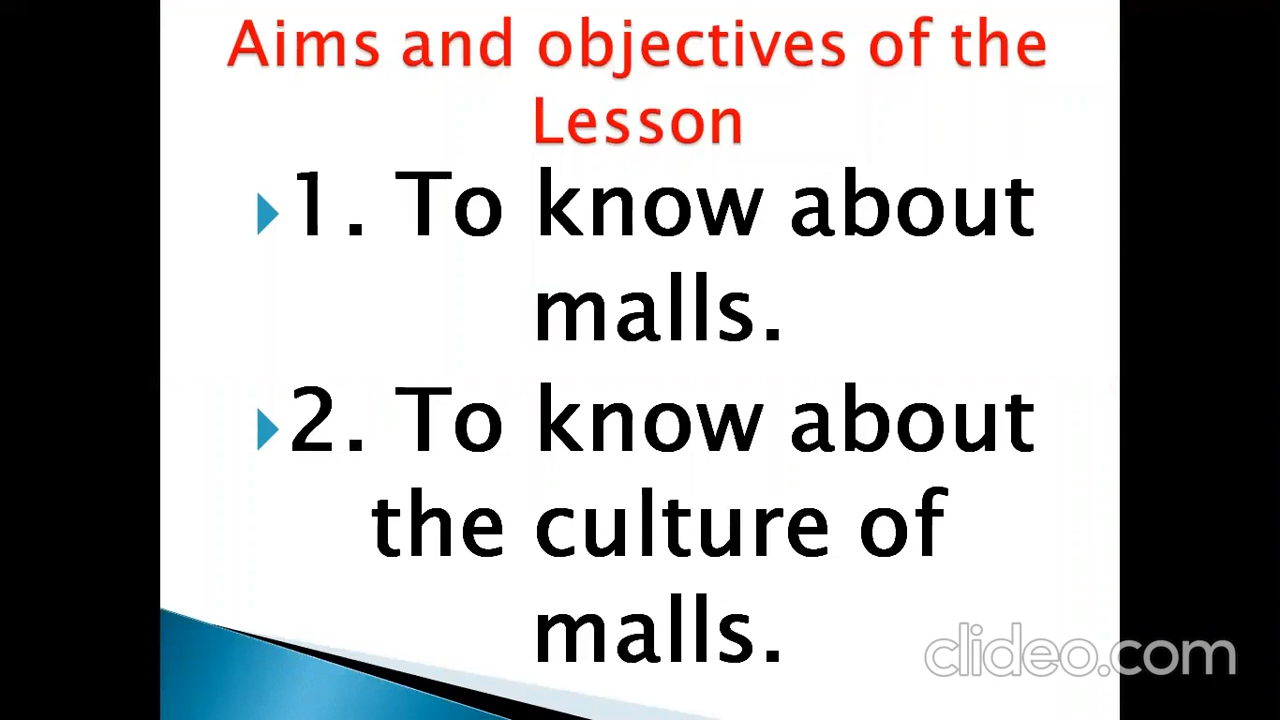 Aims and objectives of the
Lesson
1. To know about
malls.
2. To know about
the culture of
malls.
clideo.com